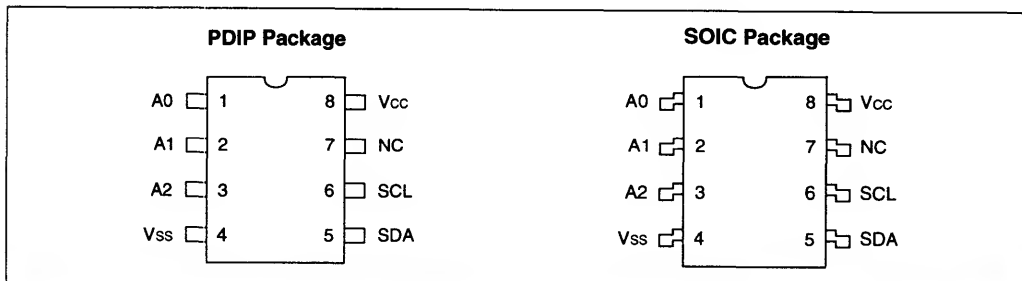 PDIP Package
A0 1 8 Vcc
A1 2 7 NC
A2 3 6 SCL
Vss 4 5 SDA
SOIC Package
A0 1 8 Vcc
A1 2 7 NC
A2 3 6 SCL
Vss 4 5 SDA